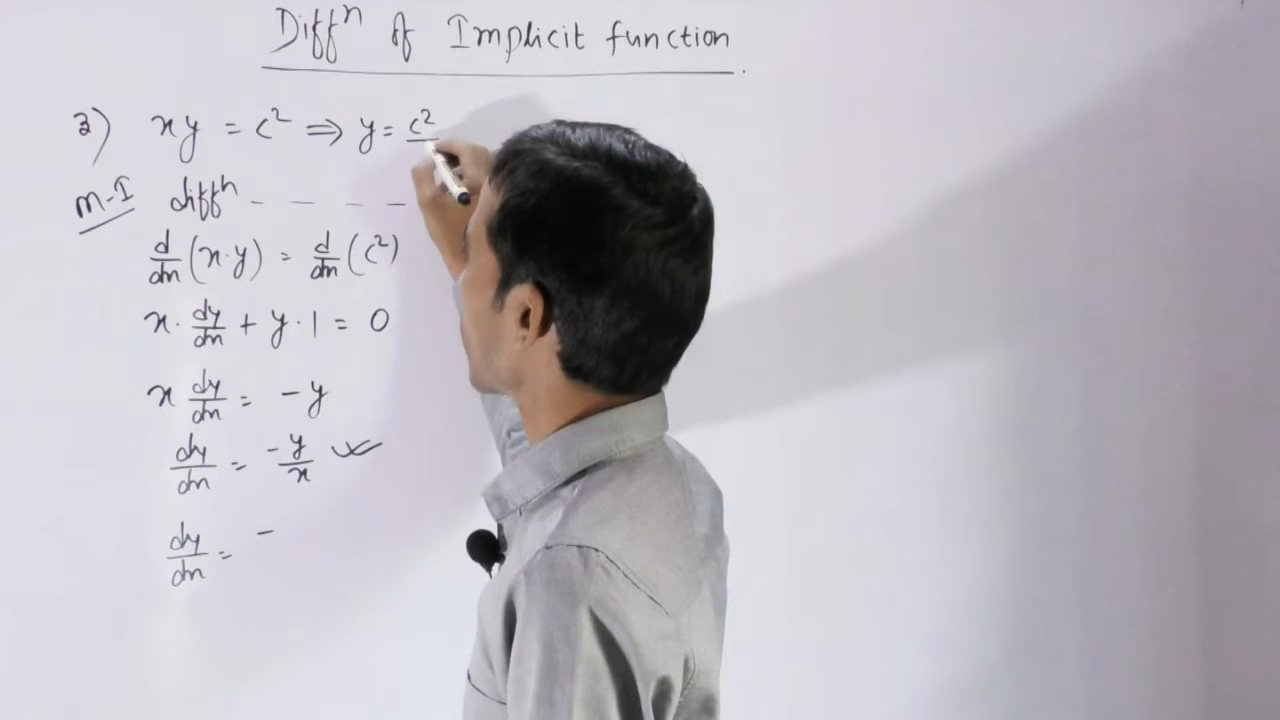 Diffⁿ of Implicit function
3) xy = c² ⇒ y = c²
M-I diffⁿ - - - - -
d/dx (x·y) = d/dx (c²)
x · dy/dx + y · 1 = 0
x dy/dx = - y
dy/dx = -y/x
dy/dx = -